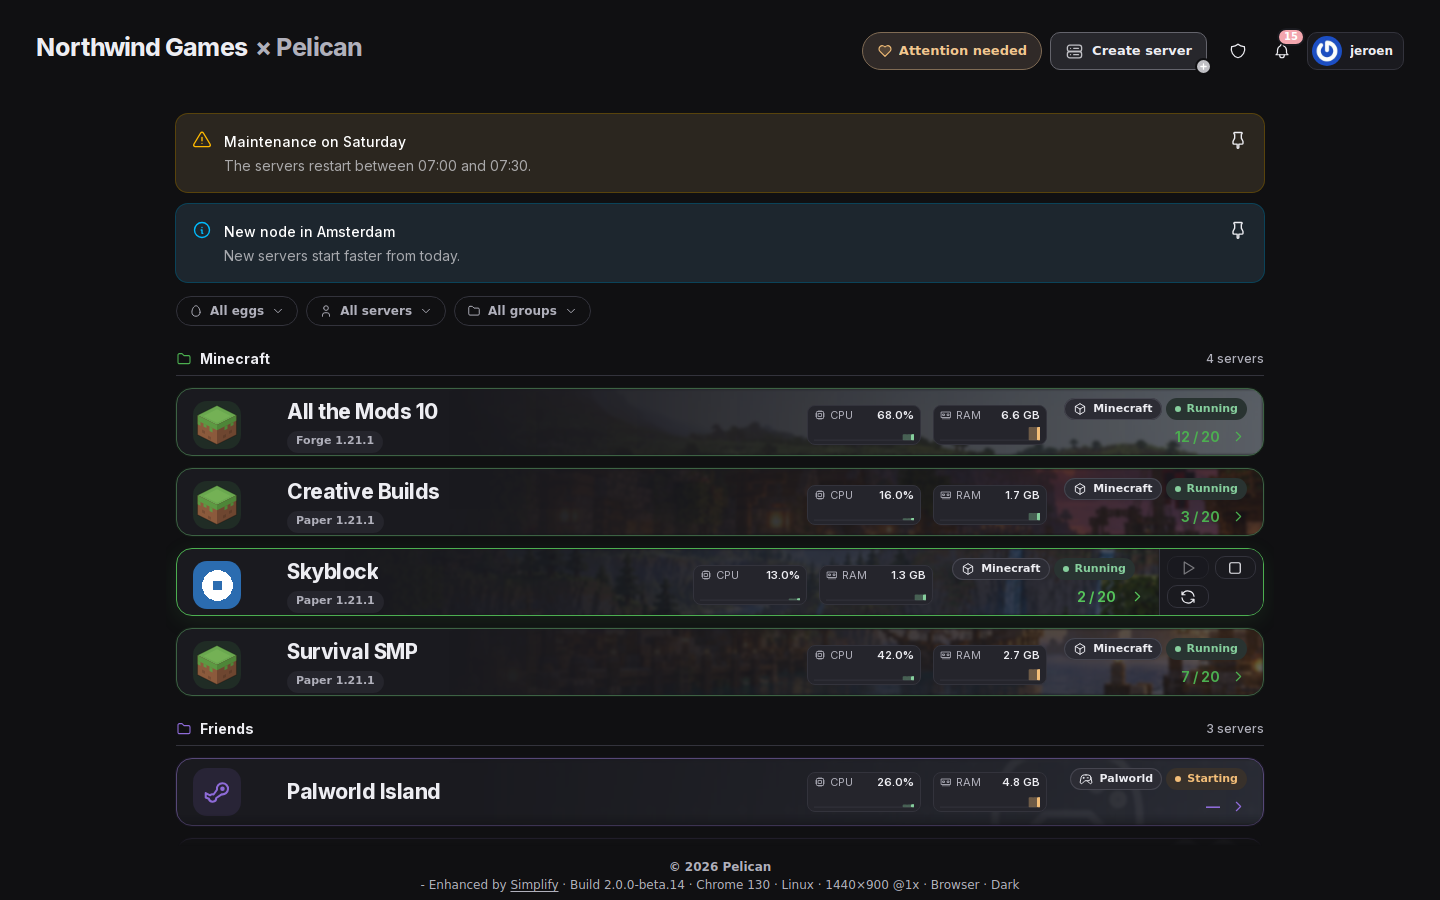 Northwind Games × Pelican
Attention needed
Create server
15
jeroen
Maintenance on Saturday
The servers restart between 07:00 and 07:30.
New node in Amsterdam
New servers start faster from today.
All eggs
All servers
All groups
Minecraft
4 servers
All the Mods 10
Forge 1.21.1
CPU 68.0%
RAM 6.6 GB
Minecraft
Running
12 / 20
Creative Builds
Paper 1.21.1
CPU 16.0%
RAM 1.7 GB
Minecraft
Running
3 / 20
Skyblock
Paper 1.21.1
CPU 13.0%
RAM 1.3 GB
Minecraft
Running
2 / 20
Survival SMP
Paper 1.21.1
CPU 42.0%
RAM 2.7 GB
Minecraft
Running
7 / 20
Friends
3 servers
Palworld Island
CPU 26.0%
RAM 4.8 GB
Palworld
Starting
—
© 2026 Pelican
- Enhanced by Simplify · Build 2.0.0-beta.14 · Chrome 130 · Linux · 1440×900 @1x · Browser · Dark